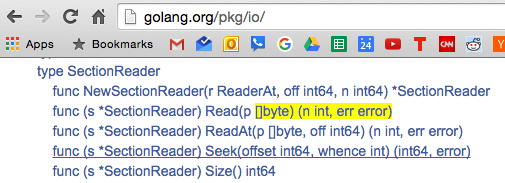 golang.org/pkg/io/
Apps
Bookmarks
24
CNN
type SectionReader
func NewSectionReader(r ReaderAt, off int64, n int64) *SectionReader
func (s *SectionReader) Read(p []byte) (n int, err error)
func (s *SectionReader) ReadAt(p []byte, off int64) (n int, err error)
func (s *SectionReader) Seek(offset int64, whence int) (int64, error)
func (s *SectionReader) Size() int64